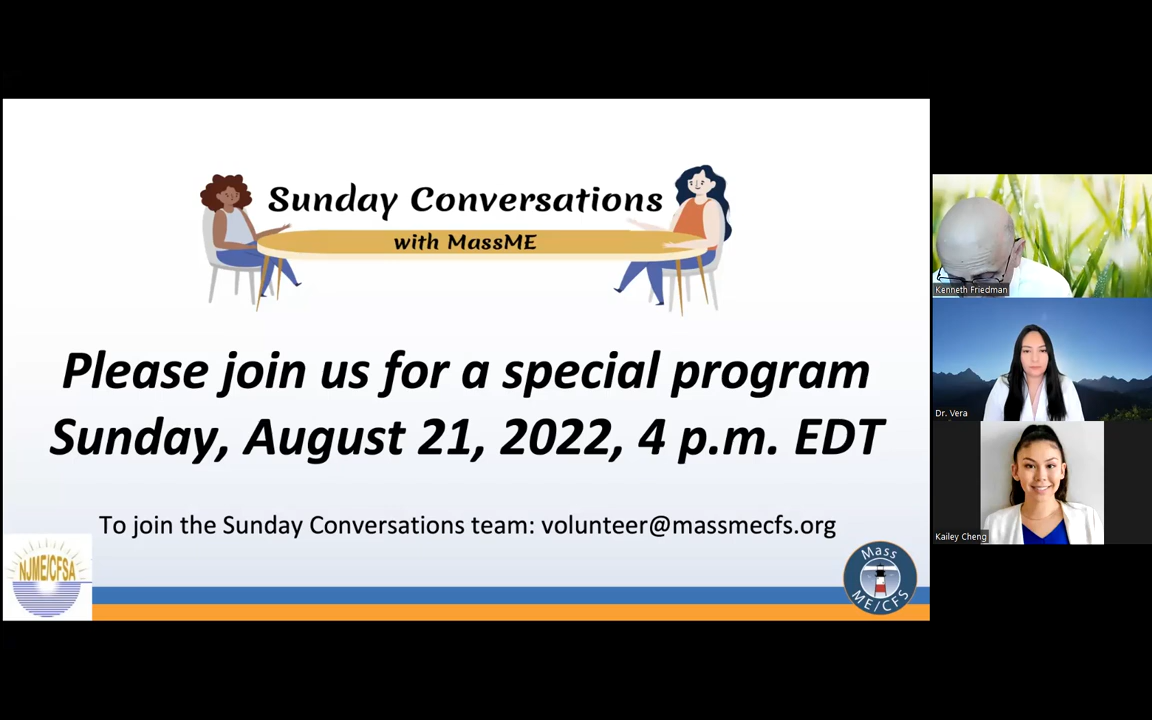 Sunday Conversations
with MassME
Please join us for a special program
Sunday, August 21, 2022, 4 p.m. EDT
To join the Sunday Conversations team: volunteer@massmecfs.org
NJME/CFSA
Mass
ME/CFS
Kenneth Friedman
Dr. Vera
Kailey Cheng